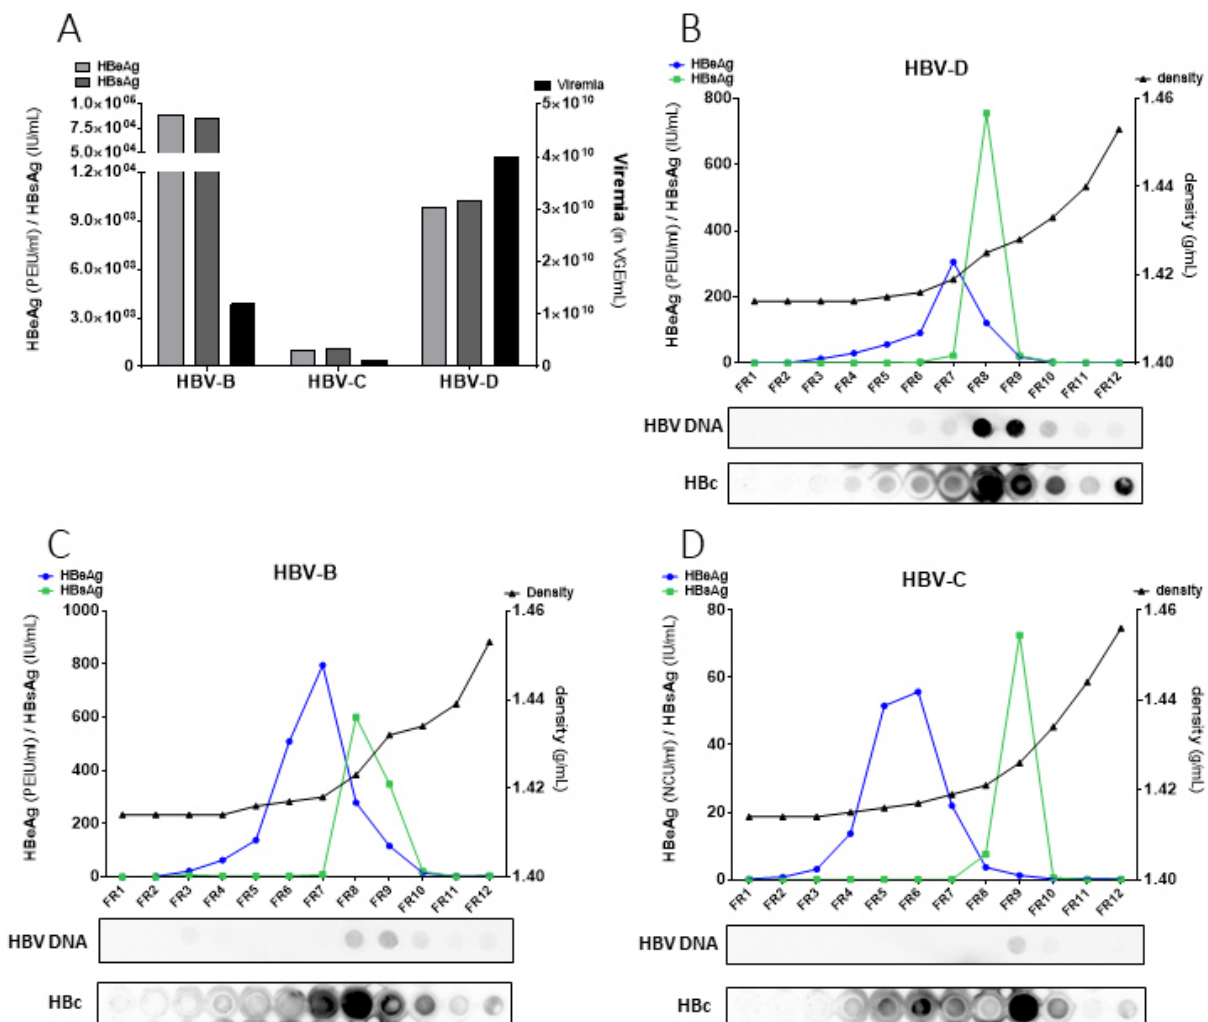 A
HBeAg
HBsAg
Viremia
HBeAg (PEIU/ml) / HBsAg (IU/mL)
1.0×10^06
7.5×10^04
5.0×10^04
1.2×10^04
9.0×10^03
6.0×10^03
3.0×10^03
0
5×10^10
4×10^10
3×10^10
2×10^10
1×10^10
0
Viremia (in VGE/mL)
HBV-B HBV-C HBV-D
B
HBV-D
HBeAg
HBsAg
density
HBeAg (PEIU/ml) / HBsAg (IU/mL)
800
600
400
200
0
1.46
1.44
1.42
1.40
density (g/mL)
FR1 FR2 FR3 FR4 FR5 FR6 FR7 FR8 FR9 FR10 FR11 FR12
HBV DNA
HBc
C
HBV-B
HBeAg
HBsAg
Density
HBeAg (PEIU/ml) / HBsAg (IU/mL)
1000
800
600
400
200
0
1.46
1.44
1.42
1.40
density (g/mL)
FR1 FR2 FR3 FR4 FR5 FR6 FR7 FR8 FR9 FR10 FR11 FR12
HBV DNA
HBc
D
HBV-C
HBeAg
HBsAg
density
HBeAg (NCU/ml) / HBsAg (IU/mL)
80
60
40
20
0
1.46
1.44
1.42
1.40
density (g/mL)
FR1 FR2 FR3 FR4 FR5 FR6 FR7 FR8 FR9 FR10 FR11 FR12
HBV DNA
HBc